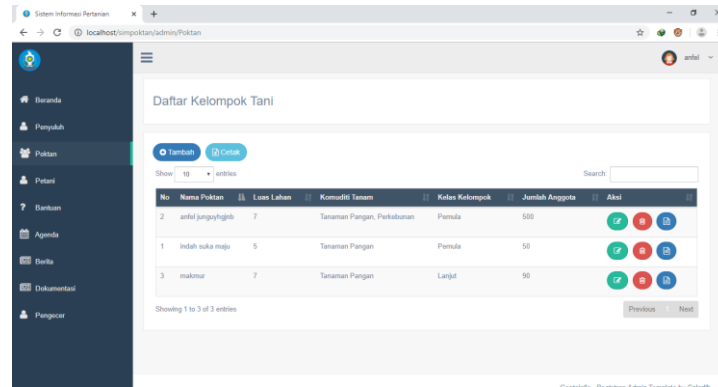 Sistem Informasi Pertanian
localhost/simpoktan/admin/Poktan
anfel
Beranda
Penyuluh
Poktan
Petani
Bantuan
Agenda
Berita
Dokumentasi
Pengecer
Daftar Kelompok Tani
Tambah Cetak
Show 10 entries Search:
No Nama Poktan Luas Lahan Komuditi Tanam Kelas Kelompok Jumlah Anggota Aksi
2 anfel junguyhgjnb 7 Tanaman Pangan, Perkebunan Pemula 500
1 indah suka maju 5 Tanaman Pangan Pemula 50
3 makmur 7 Tanaman Pangan Lanjut 90
Showing 1 to 3 of 3 entries Previous 1 Next